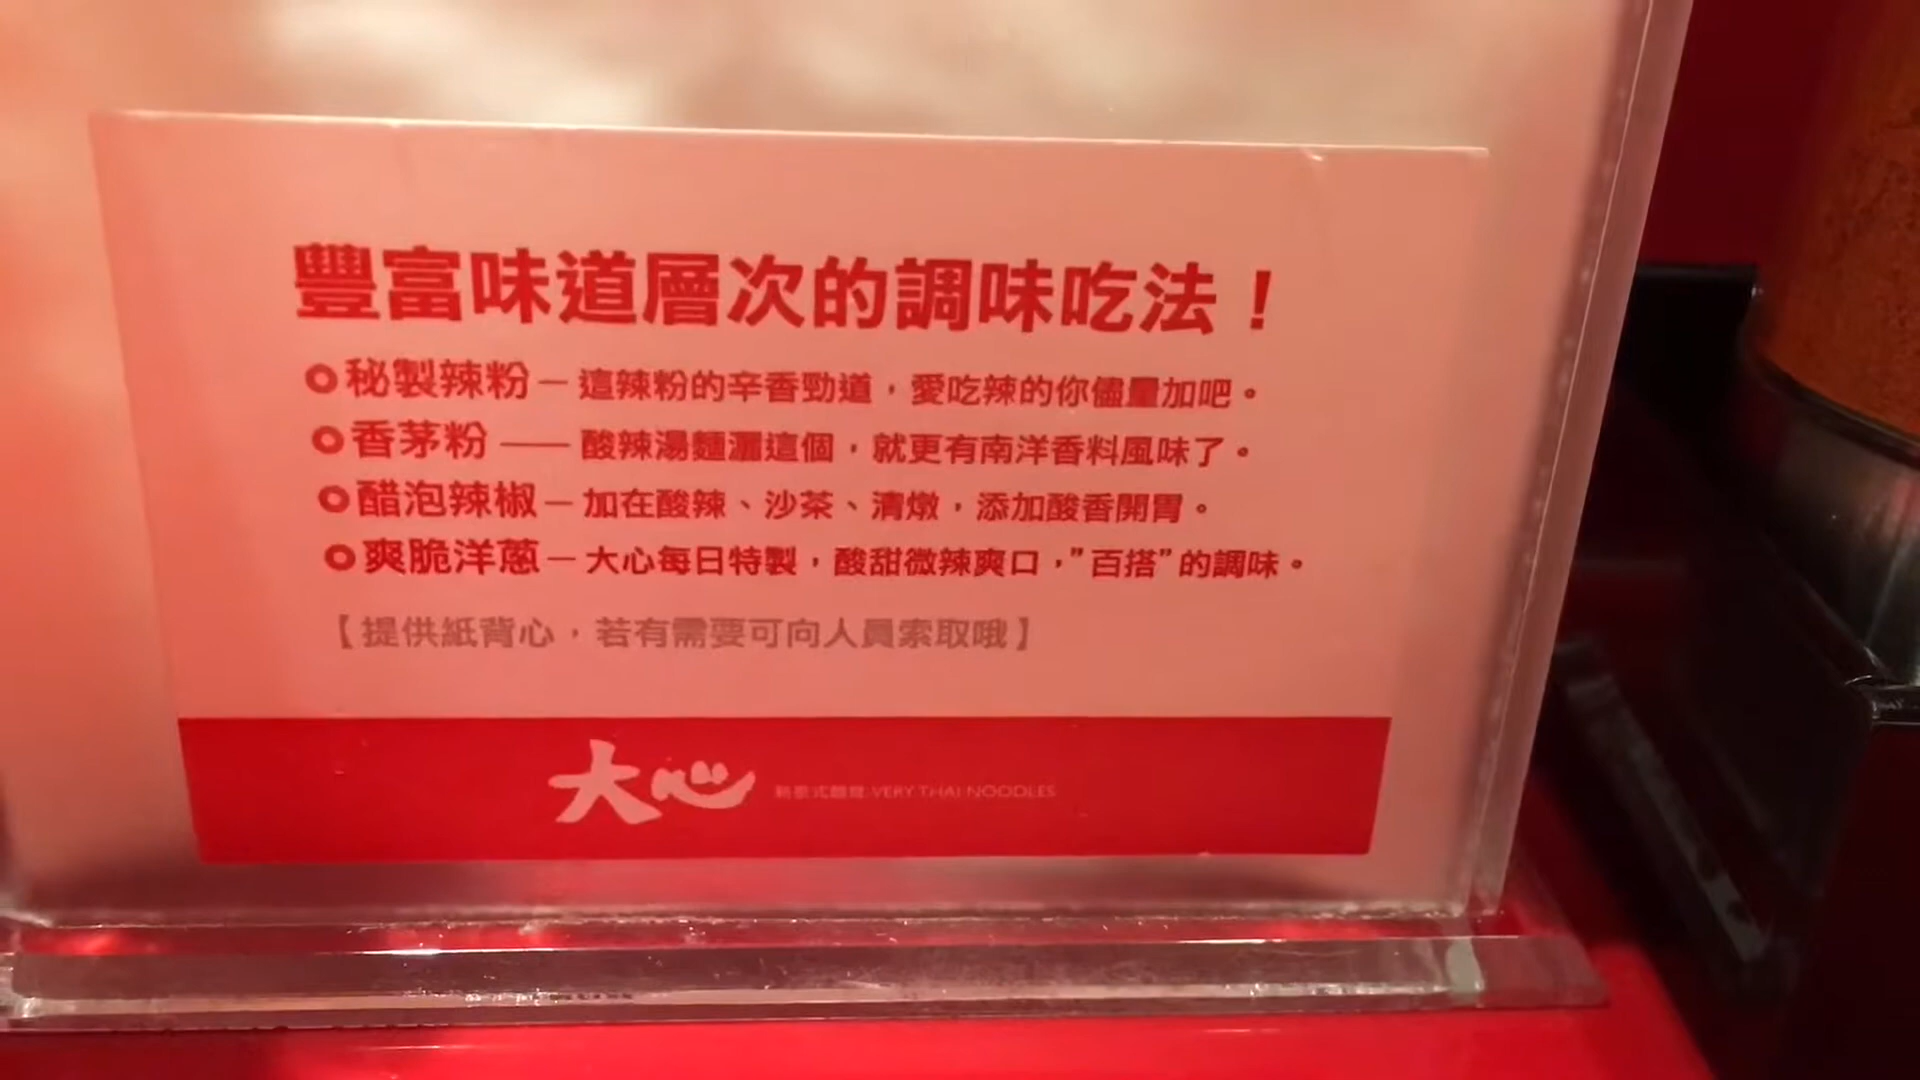 豐富味道層次的調味吃法！
秘製辣粉 — 這辣粉的辛香勁道，愛吃辣的你儘量加吧。
香茅粉 —— 酸辣湯麵灑這個，就更有南洋香料風味了。
醋泡辣椒 — 加在酸辣、沙茶、清燉，添加酸香開胃。
爽脆洋蔥 — 大心每日特製，酸甜微辣爽口，"百搭" 的調味。
【提供紙背心，若有需要可向人員索取哦】
大心 新泰式麵食 VERY THAI NOODLES